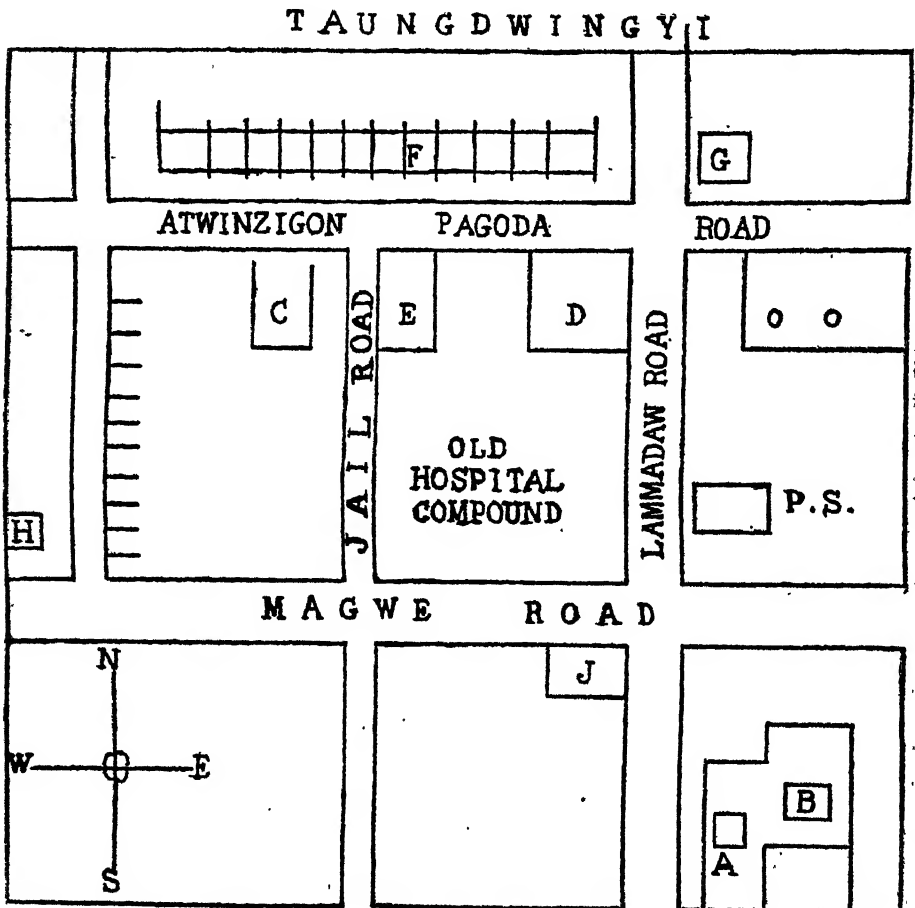 TAUNGDWINGYI
F
G
ATWINZIGON PAGODA ROAD
C
E
D
O O
JAIL ROAD
LAMMADAW ROAD
OLD
HOSPITAL
COMPOUND
P.S.
H
MAGWE ROAD
J
N
W E
S
B
A